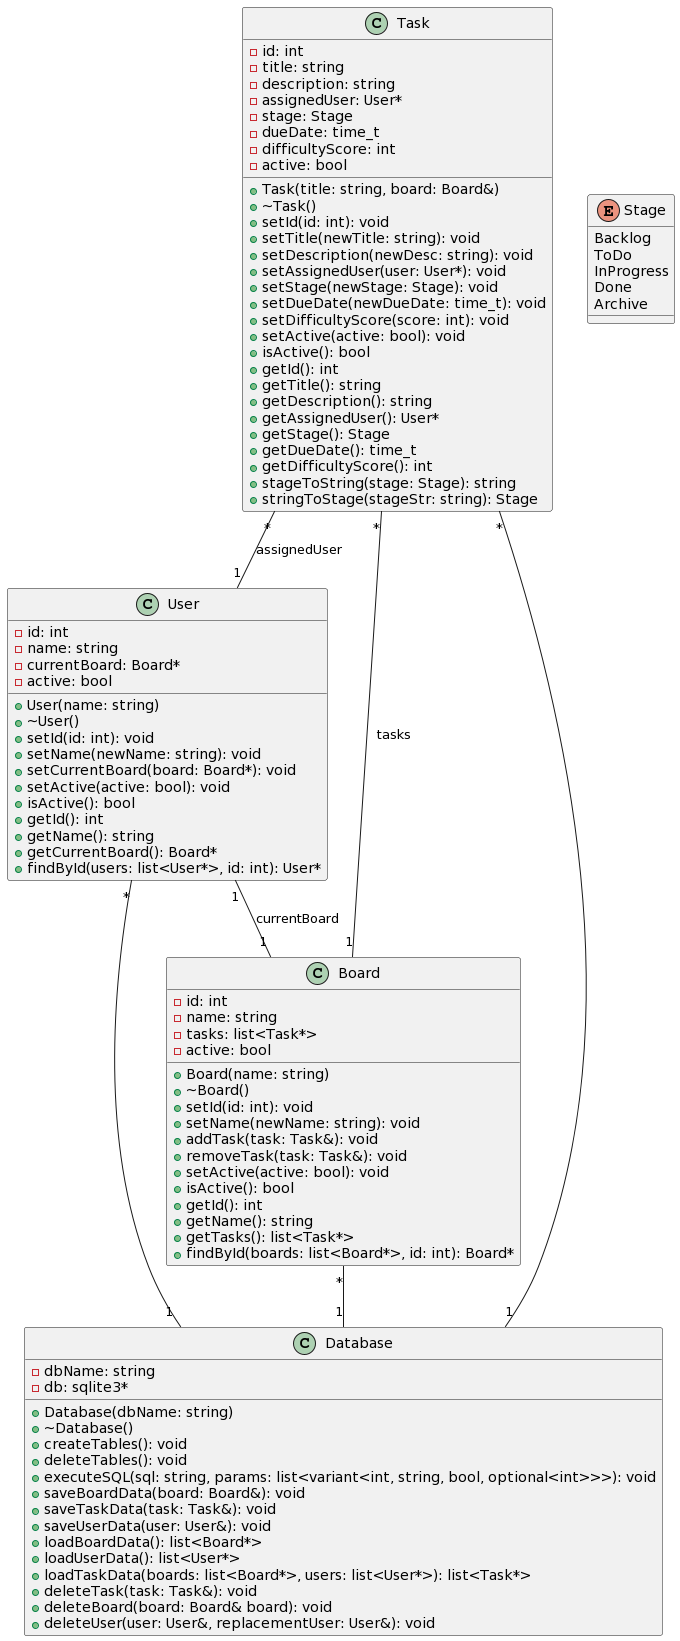 C Task
id: int
title: string
description: string
assignedUser: User*
stage: Stage
dueDate: time_t
difficultyScore: int
active: bool
Task(title: string, board: Board&)
~Task()
setId(id: int): void
setTitle(newTitle: string): void
setDescription(newDesc: string): void
setAssignedUser(user: User*): void
setStage(newStage: Stage): void
setDueDate(newDueDate: time_t): void
setDifficultyScore(score: int): void
setActive(active: bool): void
isActive(): bool
getId(): int
getTitle(): string
getDescription(): string
getAssignedUser(): User*
getStage(): Stage
getDueDate(): time_t
getDifficultyScore(): int
stageToString(stage: Stage): string
stringToStage(stageStr: string): Stage
E Stage
Backlog
ToDo
InProgress
Done
Archive
* * *
assignedUser
1
C User
id: int
name: string
currentBoard: Board*
active: bool
User(name: string)
~User()
setId(id: int): void
setName(newName: string): void
setCurrentBoard(board: Board*): void
setActive(active: bool): void
isActive(): bool
getId(): int
getName(): string
getCurrentBoard(): Board*
findById(users: list<User*>, id: int): User*
tasks
* 1
currentBoard
1 1
C Board
id: int
name: string
tasks: list<Task*>
active: bool
Board(name: string)
~Board()
setId(id: int): void
setName(newName: string): void
addTask(task: Task&): void
removeTask(task: Task&): void
setActive(active: bool): void
isActive(): bool
getId(): int
getName(): string
getTasks(): list<Task*>
findById(boards: list<Board*>, id: int): Board*
*
1 1 1
C Database
dbName: string
db: sqlite3*
Database(dbName: string)
~Database()
createTables(): void
deleteTables(): void
executeSQL(sql: string, params: list<variant<int, string, bool, optional<int>>>): void
saveBoardData(board: Board&): void
saveTaskData(task: Task&): void
saveUserData(user: User&): void
loadBoardData(): list<Board*>
loadUserData(): list<User*>
loadTaskData(boards: list<Board*>, users: list<User*>): list<Task*>
deleteTask(task: Task&): void
deleteBoard(board: Board& board): void
deleteUser(user: User&, replacementUser: User&): void